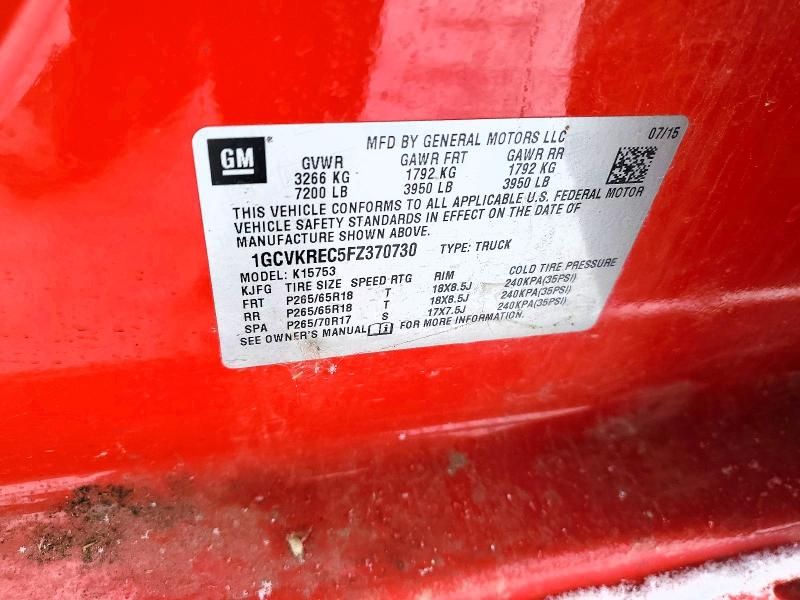 GM
MFD BY GENERAL MOTORS LLC 07/15
GVWR GAWR FRT GAWR RR
3266 KG 1792 KG 1792 KG
7200 LB 3950 LB 3950 LB
THIS VEHICLE CONFORMS TO ALL APPLICABLE U.S. FEDERAL MOTOR
VEHICLE SAFETY STANDARDS IN EFFECT ON THE DATE OF
MANUFACTURE SHOWN ABOVE.
1GCVKREC5FZ370730 TYPE: TRUCK
MODEL: K15753
KJFG TIRE SIZE SPEED RTG RIM COLD TIRE PRESSURE
FRT P265/65R18 T 18X8.5J 240KPA(35PSI)
RR P265/65R18 T 18X8.5J 240KPA(35PSI)
SPA P265/70R17 S 17X7.5J 240KPA(35PSI)
SEE OWNER'S MANUAL i FOR MORE INFORMATION.